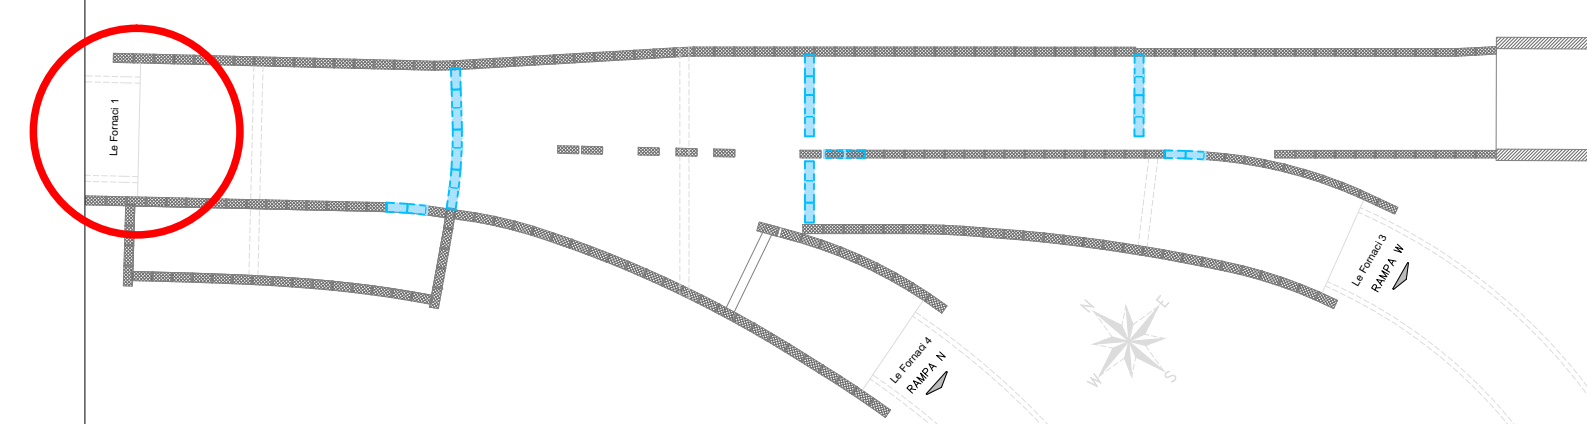 Le Fornaci 1
Le Fornaci 4
RAMPA N
Le Fornaci 3
RAMPA W
N
E
W
S